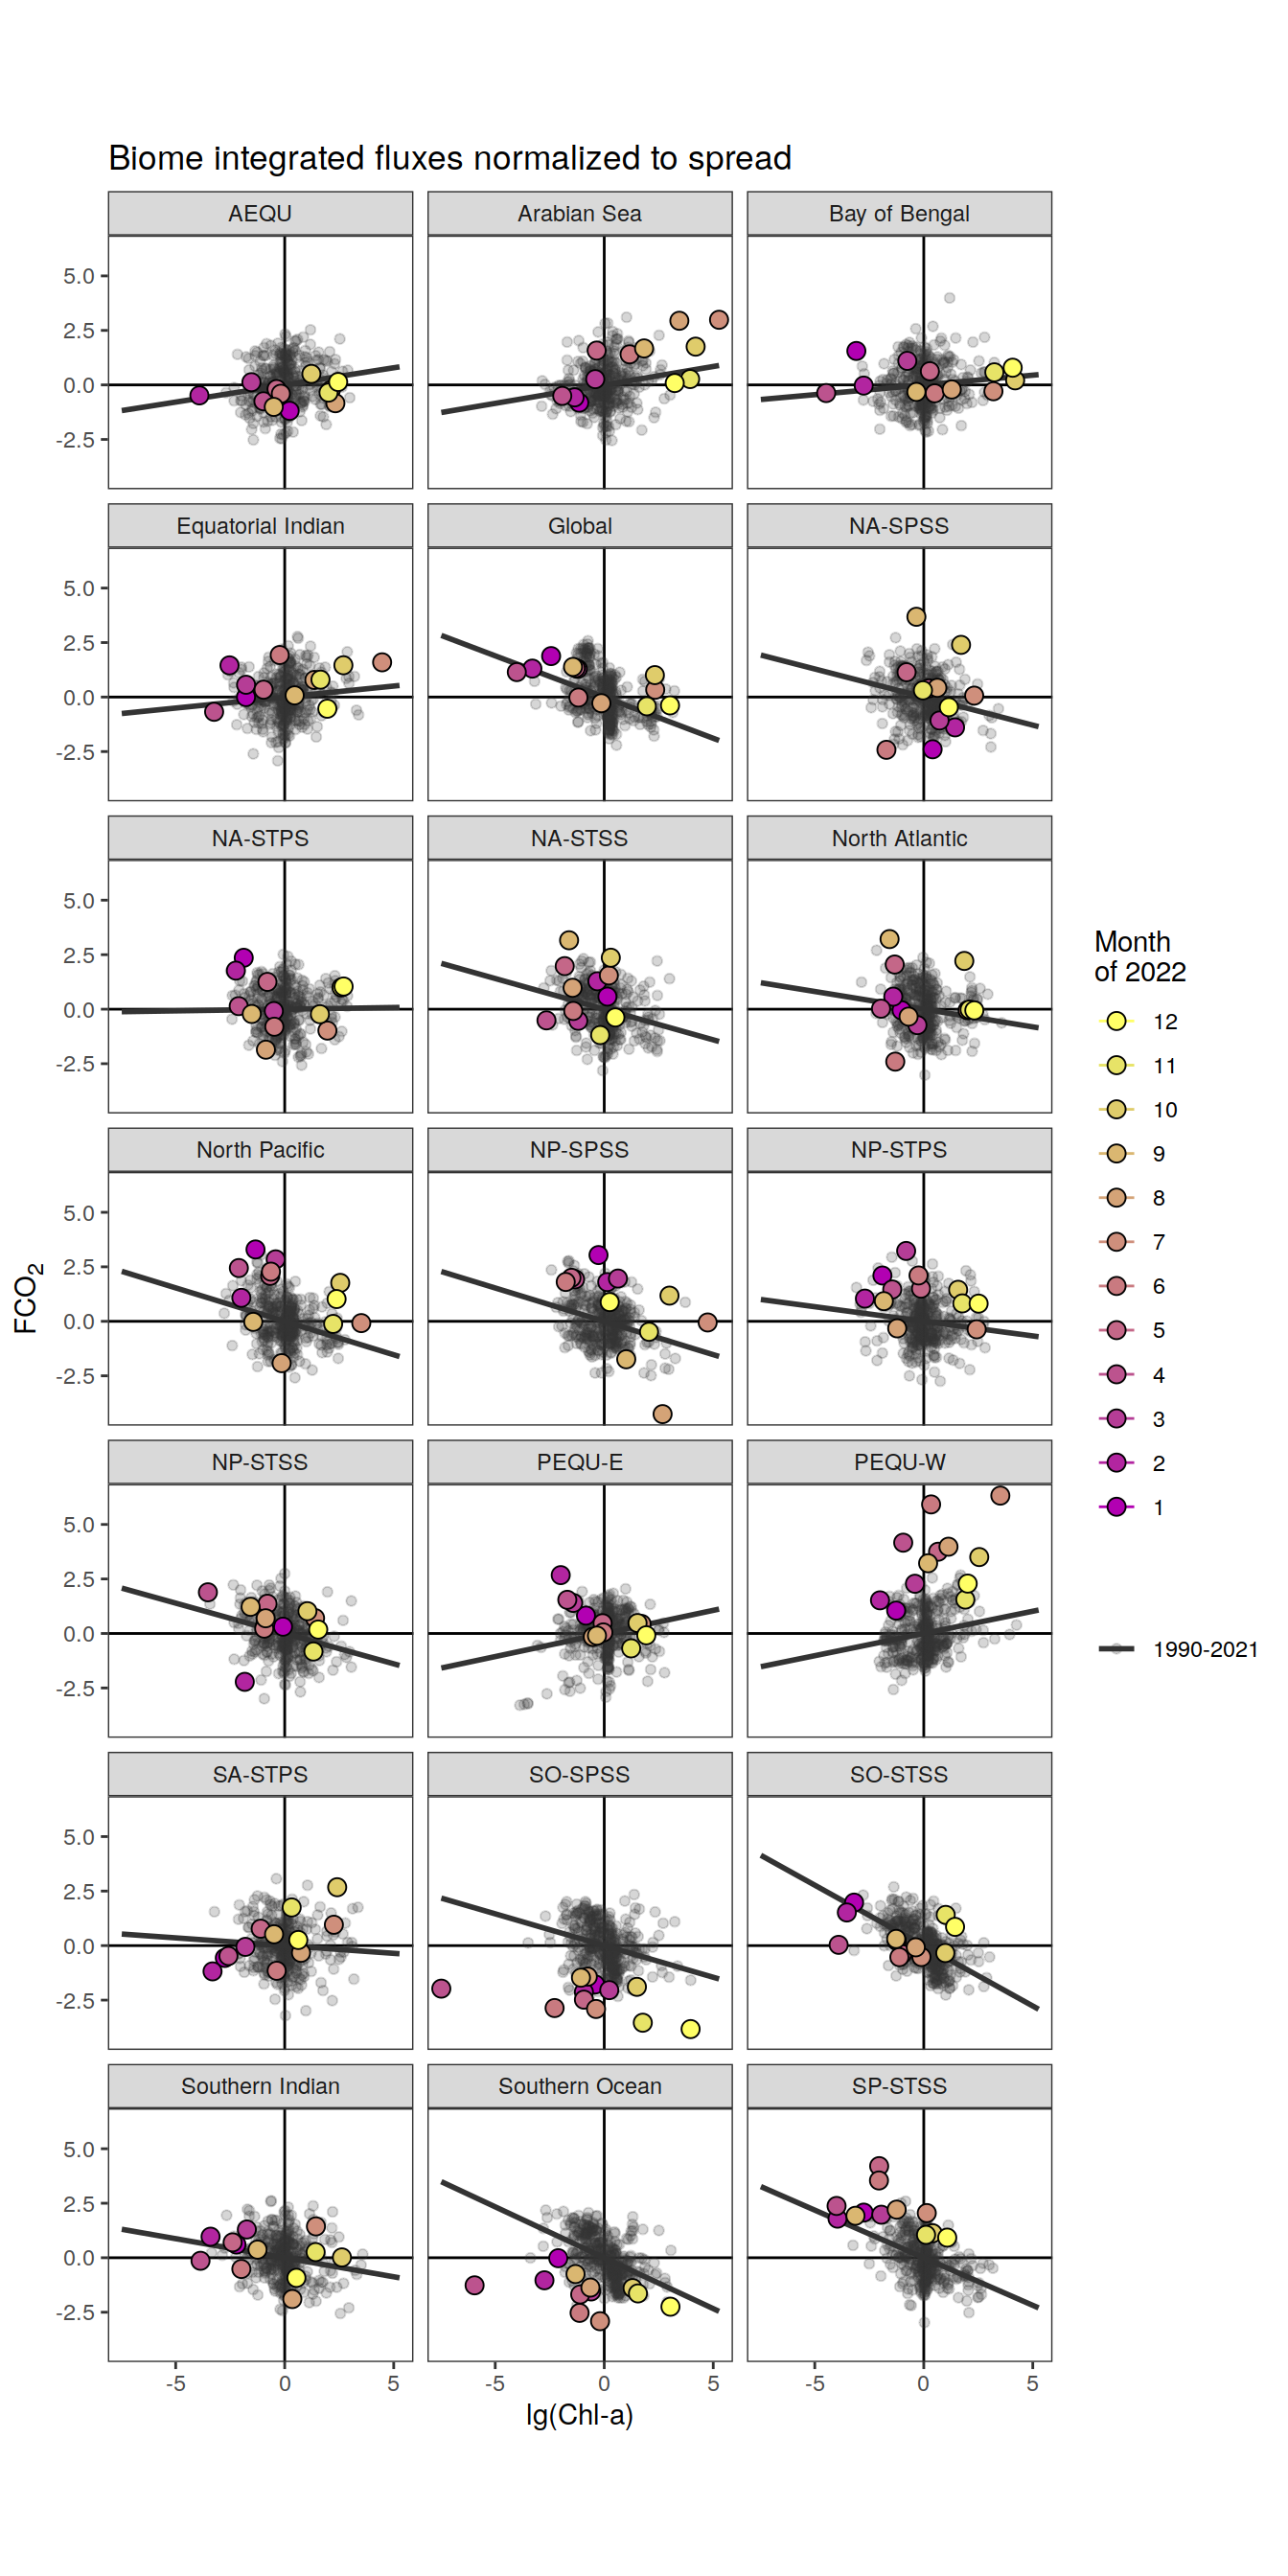 Biome integrated fluxes normalized to spread
AEQU
Arabian Sea
Bay of Bengal
5.0
2.5
0.0
-2.5
Equatorial Indian
Global
NA-SPSS
5.0
2.5
0.0
-2.5
NA-STPS
NA-STSS
North Atlantic
5.0
2.5
0.0
-2.5
North Pacific
NP-SPSS
NP-STPS
5.0
2.5
0.0
-2.5
NP-STSS
PEQU-E
PEQU-W
5.0
2.5
0.0
-2.5
SA-STPS
SO-SPSS
SO-STSS
5.0
2.5
0.0
-2.5
Southern Indian
Southern Ocean
SP-STSS
5.0
2.5
0.0
-2.5
-5 0 5
-5 0 5
-5 0 5
lg(Chl-a)
FCO₂
Month
of 2022
12
11
10
9
8
7
6
5
4
3
2
1
1990-2021